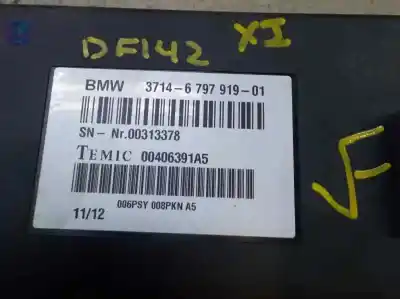 DF142 XI
BMW 3714-6 797 919-01
SN- Nr.00313378
TEMIC 00406391A5
006PSY 008PKN A5
11/12